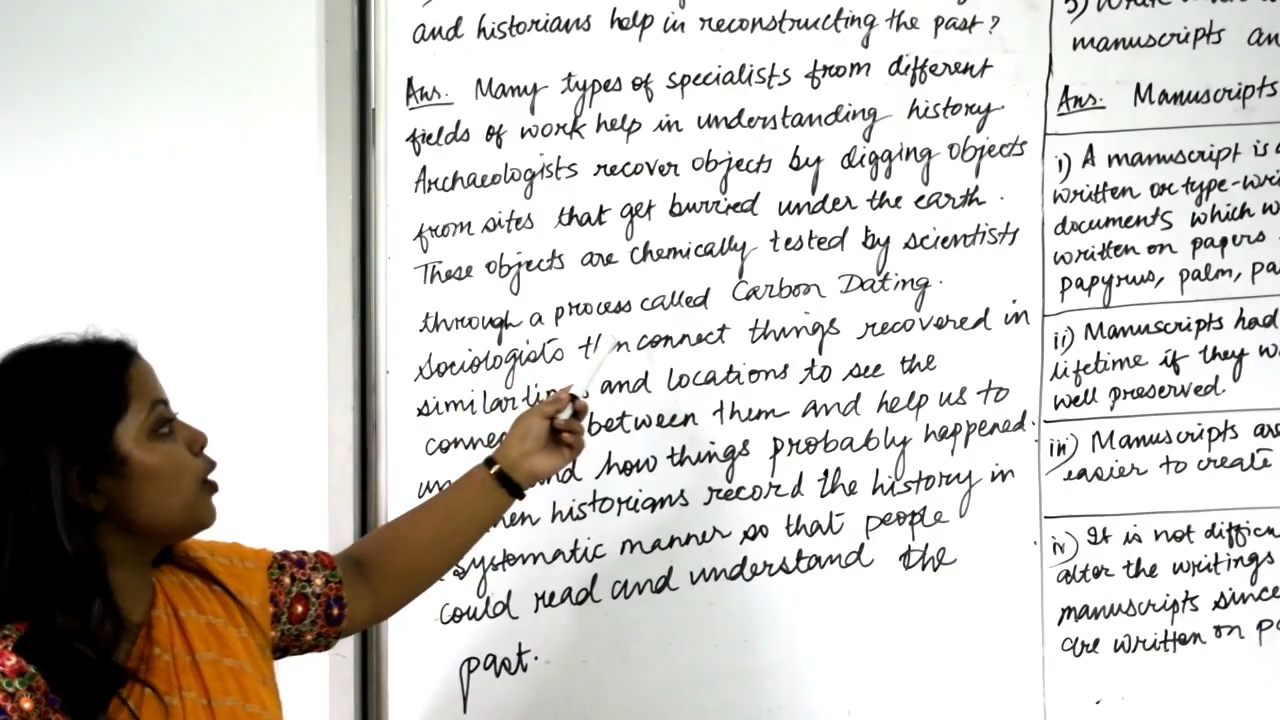 and historians help in reconstructing the past?
Ans. Many types of specialists from different
fields of work help in understanding history.
Archaeologists recover objects by digging objects
from sites that get burried under the earth.
These objects are chemically tested by scientists
through a process called Carbon Dating.
Sociologists then connect things recovered in
similar and locations to see the
between them and help us to
how things probably happened.
historians record the history in
systematic manner so that people
could read and understand the
past.
manuscripts an
Ans. Manuscripts
i) A manuscript is
written or type-wri
documents which w
written on papers
papyrus, palm, pa
ii) Manuscripts had
lifetime if they w
well preserved.
iii) Manuscripts are
easier to create
iv) It is not difficu
alter the writings
manuscripts since
are written on pa